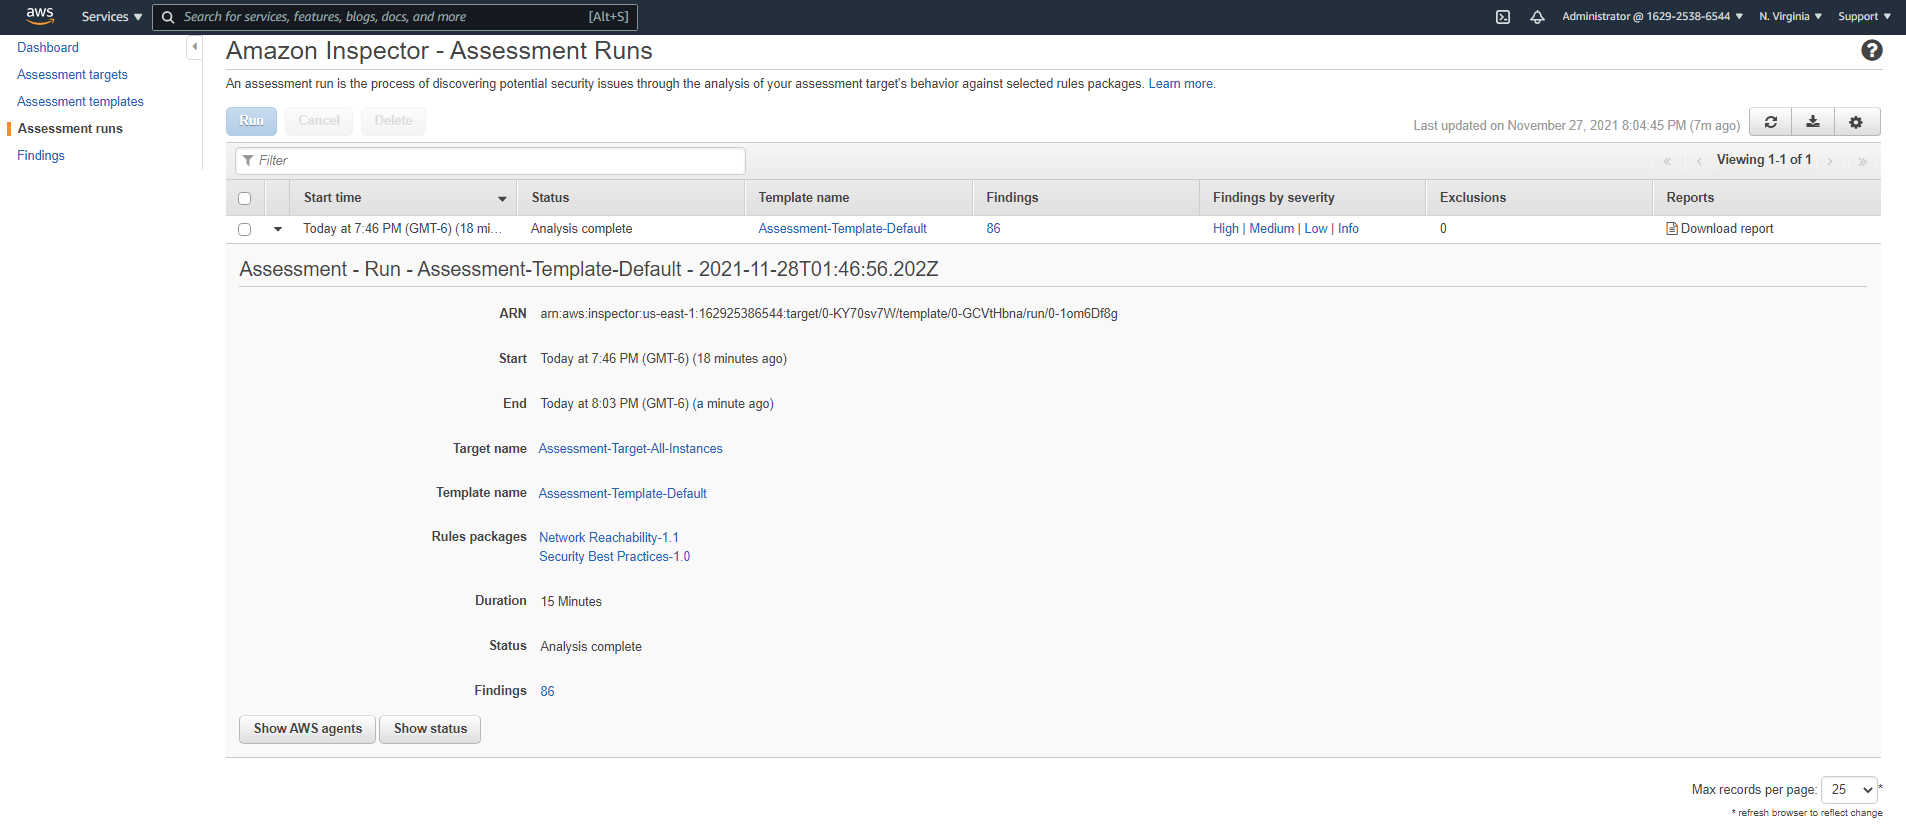 aws Services Search for services, features, blogs, docs, and more [Alt+S] Administrator @ 1629-2538-6544 N. Virginia Support
Dashboard
Assessment targets
Assessment templates
Assessment runs
Findings
Amazon Inspector - Assessment Runs
An assessment run is the process of discovering potential security issues through the analysis of your assessment target's behavior against selected rules packages. Learn more.
Run Cancel Delete Last updated on November 27, 2021 8:04:45 PM (7m ago)
Filter Viewing 1-1 of 1
Start time Status Template name Findings Findings by severity Exclusions Reports
Today at 7:46 PM (GMT-6) (18 mi... Analysis complete Assessment-Template-Default 86 High | Medium | Low | Info 0 Download report
Assessment - Run - Assessment-Template-Default - 2021-11-28T01:46:56.202Z
ARN arn:aws:inspector:us-east-1:162925386544:target/0-KY70sv7W/template/0-GCVtHbna/run/0-1om6Df8g
Start Today at 7:46 PM (GMT-6) (18 minutes ago)
End Today at 8:03 PM (GMT-6) (a minute ago)
Target name Assessment-Target-All-Instances
Template name Assessment-Template-Default
Rules packages Network Reachability-1.1
Security Best Practices-1.0
Duration 15 Minutes
Status Analysis complete
Findings 86
Show AWS agents Show status
Max records per page: 25 *
* refresh browser to reflect change